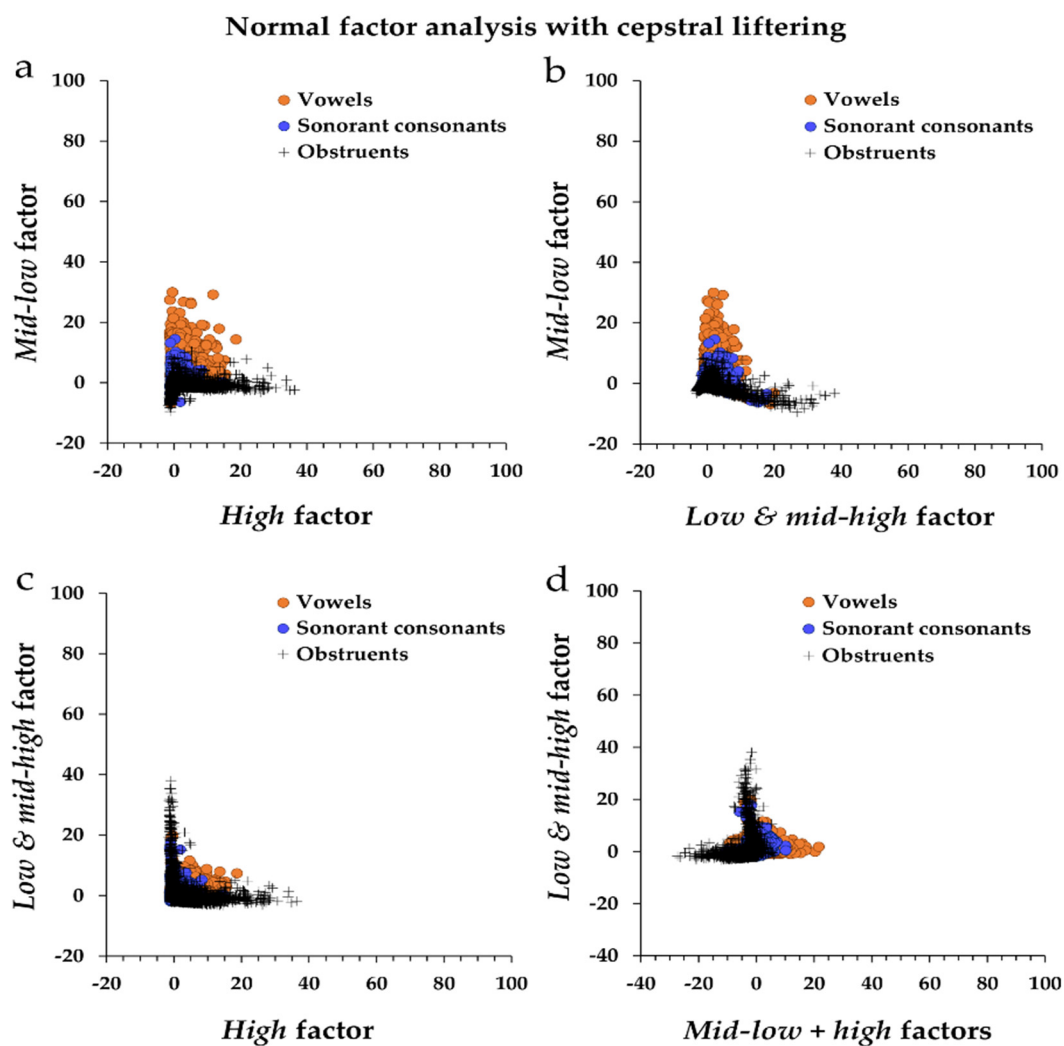 Normal factor analysis with cepstral liftering
a
100
80
60
40
20
0
-20
Mid-low factor
Vowels
Sonorant consonants
Obstruents
-20 0 20 40 60 80 100
High factor
b
100
80
60
40
20
0
-20
Mid-low factor
Vowels
Sonorant consonants
Obstruents
-20 0 20 40 60 80 100
Low & mid-high factor
c
100
80
60
40
20
0
-20
Low & mid-high factor
Vowels
Sonorant consonants
Obstruents
-20 0 20 40 60 80 100
High factor
d
100
80
60
40
20
0
-20
-40
Low & mid-high factor
Vowels
Sonorant consonants
Obstruents
-40 -20 0 20 40 60 80 100
Mid-low + high factors